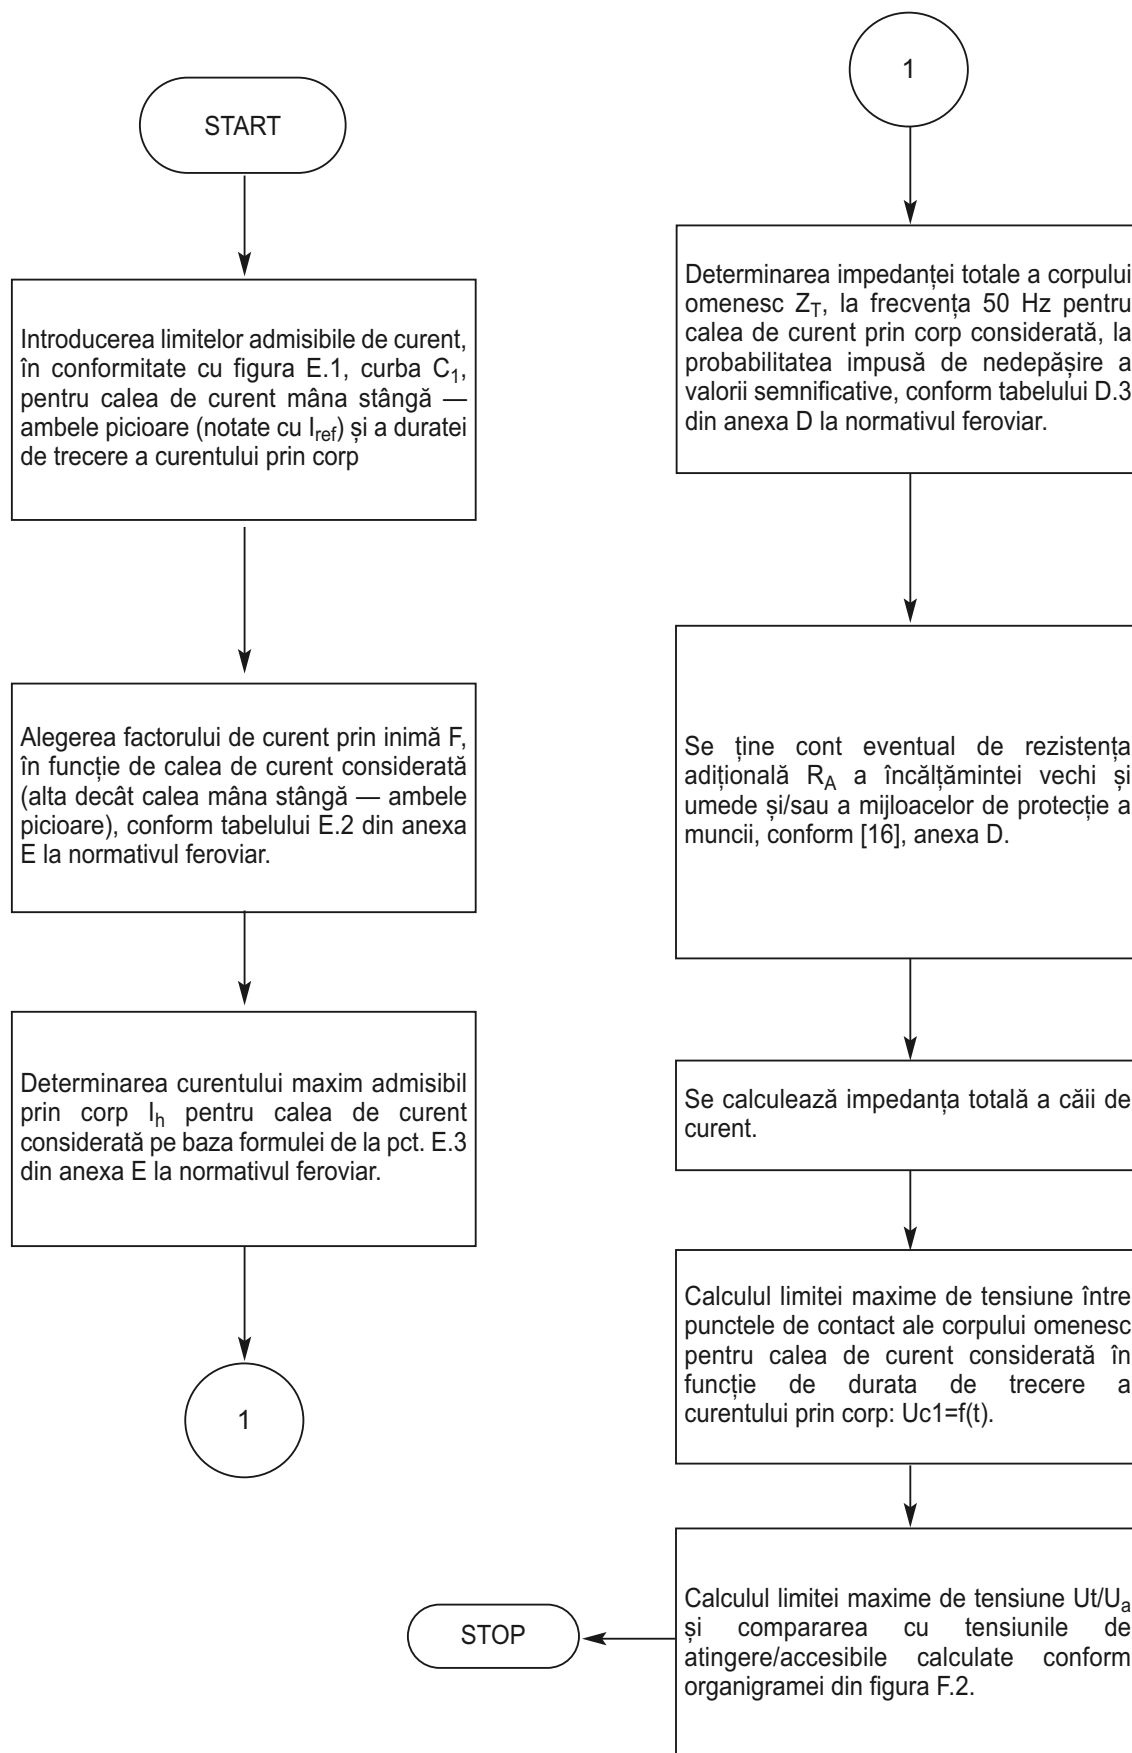 START
Introducerea limitelor admisibile de curent,
în conformitate cu figura E.1, curba C1,
pentru calea de curent mâna stângă —
ambele picioare (notate cu Iref) și a duratei
de trecere a curentului prin corp
Alegerea factorului de curent prin inimă F,
în funcție de calea de curent considerată
(alta decât calea mâna stângă — ambele
picioare), conform tabelului E.2 din anexa
E la normativul feroviar.
Determinarea curentului maxim admisibil
prin corp Ih pentru calea de curent
considerată pe baza formulei de la pct. E.3
din anexa E la normativul feroviar.
1
1
Determinarea impedanței totale a corpului
omenesc ZT, la frecvența 50 Hz pentru
calea de curent prin corp considerată, la
probabilitatea impusă de nedepășire a
valorii semnificative, conform tabelului D.3
din anexa D la normativul feroviar.
Se ține cont eventual de rezistența
adițională RA a încălțămintei vechi și
umede și/sau a mijloacelor de protecție a
muncii, conform [16], anexa D.
Se calculează impedanța totală a căii de
curent.
Calculul limitei maxime de tensiune între
punctele de contact ale corpului omenesc
pentru calea de curent considerată în
funcție de durata de trecere a
curentului prin corp: Uc1=f(t).
Calculul limitei maxime de tensiune Ut/Ua
și compararea cu tensiunile de
atingere/accesibile calculate conform
organigramei din figura F.2.
STOP